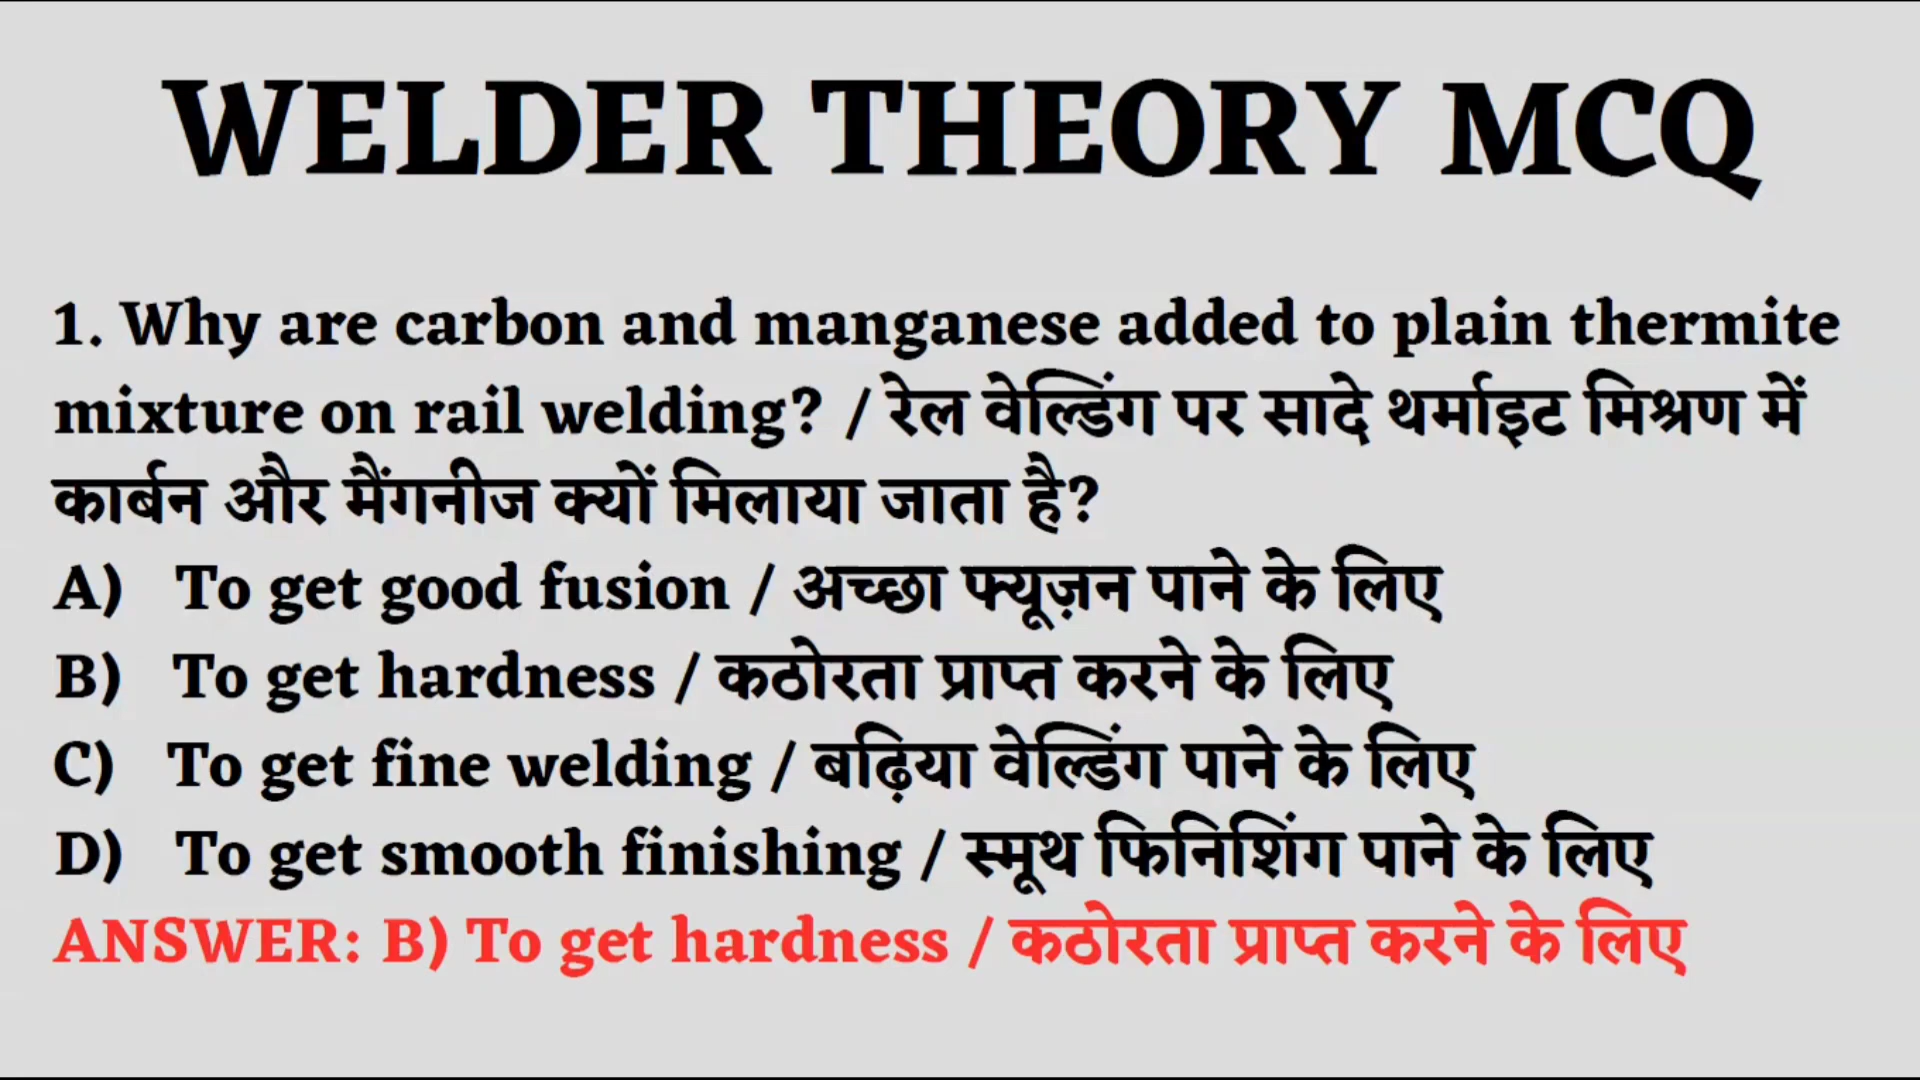 WELDER THEORY MCQ
1. Why are carbon and manganese added to plain thermite
mixture on rail welding? / रेल वेल्डिंग पर सादे थर्माइट मिश्रण में
कार्बन और मैंगनीज क्यों मिलाया जाता है?
A) To get good fusion / अच्छा फ्यूज़न पाने के लिए
B) To get hardness / कठोरता प्राप्त करने के लिए
C) To get fine welding / बढ़िया वेल्डिंग पाने के लिए
D) To get smooth finishing / स्मूथ फिनिशिंग पाने के लिए
ANSWER: B) To get hardness / कठोरता प्राप्त करने के लिए